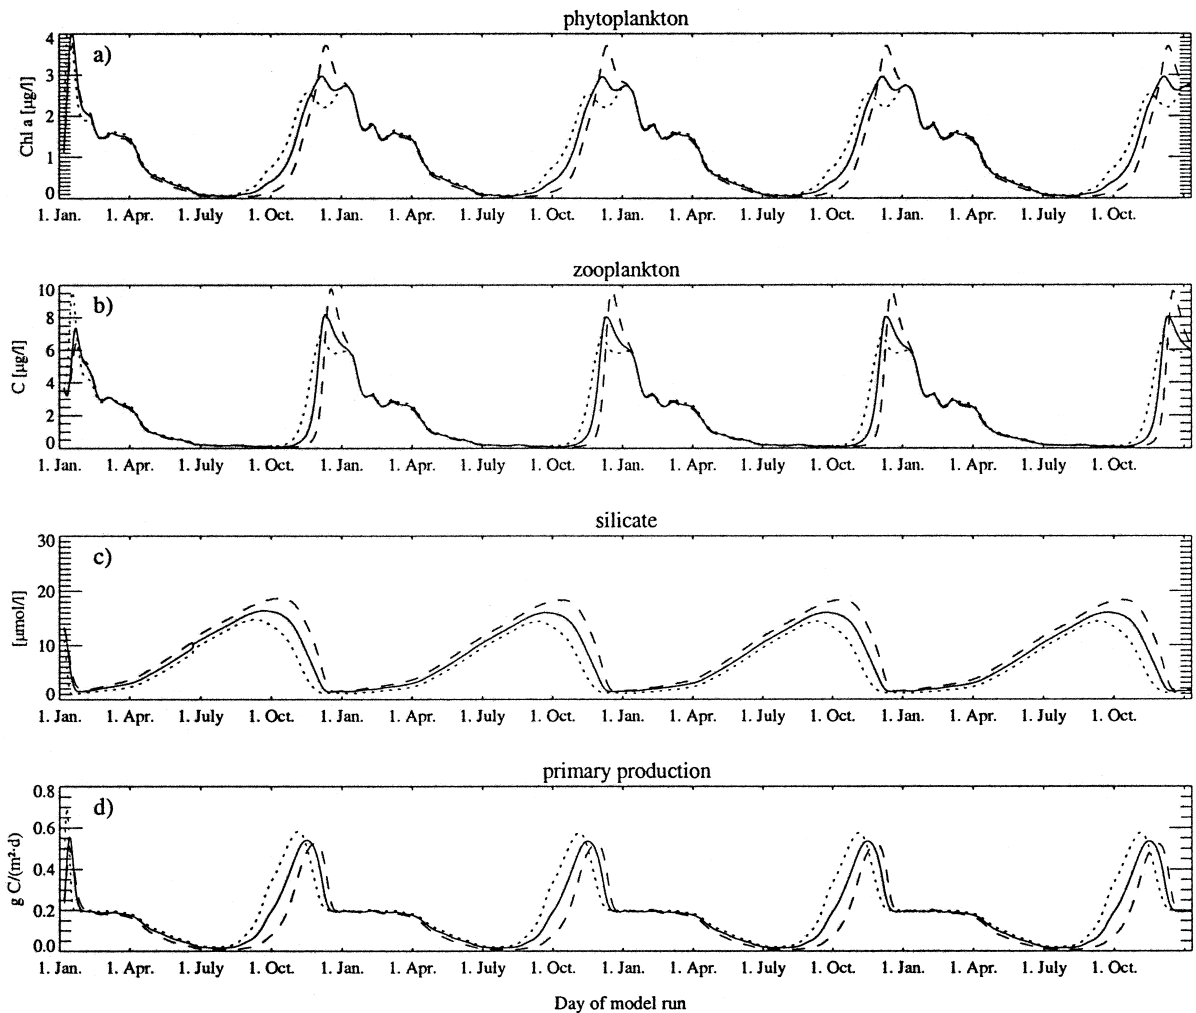 phytoplankton
a)
Chl a [µg/l]
4
3
2
1
0
1. Jan. 1. Apr. 1. July 1. Oct. 1. Jan. 1. Apr. 1. July 1. Oct. 1. Jan. 1. Apr. 1. July 1. Oct. 1. Jan. 1. Apr. 1. July 1. Oct.
zooplankton
b)
C [µg/l]
10
8
6
4
2
0
1. Jan. 1. Apr. 1. July 1. Oct. 1. Jan. 1. Apr. 1. July 1. Oct. 1. Jan. 1. Apr. 1. July 1. Oct. 1. Jan. 1. Apr. 1. July 1. Oct.
silicate
c)
[µmol/l]
30
20
10
0
1. Jan. 1. Apr. 1. July 1. Oct. 1. Jan. 1. Apr. 1. July 1. Oct. 1. Jan. 1. Apr. 1. July 1. Oct. 1. Jan. 1. Apr. 1. July 1. Oct.
primary production
d)
g C/(m²·d)
0.8
0.6
0.4
0.2
0.0
1. Jan. 1. Apr. 1. July 1. Oct. 1. Jan. 1. Apr. 1. July 1. Oct. 1. Jan. 1. Apr. 1. July 1. Oct. 1. Jan. 1. Apr. 1. July 1. Oct.
Day of model run